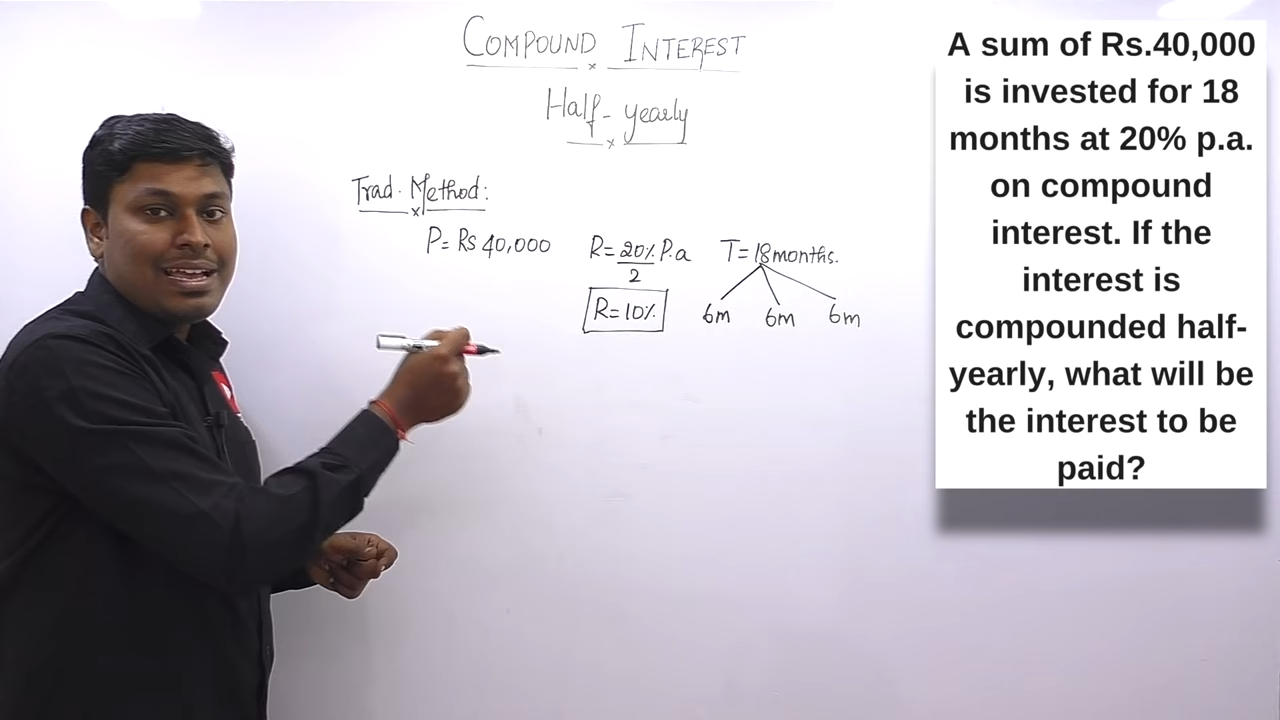 COMPOUND INTEREST
Half-yearly
Trad. Method:
P= Rs 40,000
R= 20% P.a
2
R=10%
T= 18months.
6m 6m 6m
A sum of Rs.40,000
is invested for 18
months at 20% p.a.
on compound
interest. If the
interest is
compounded half-
yearly, what will be
the interest to be
paid?